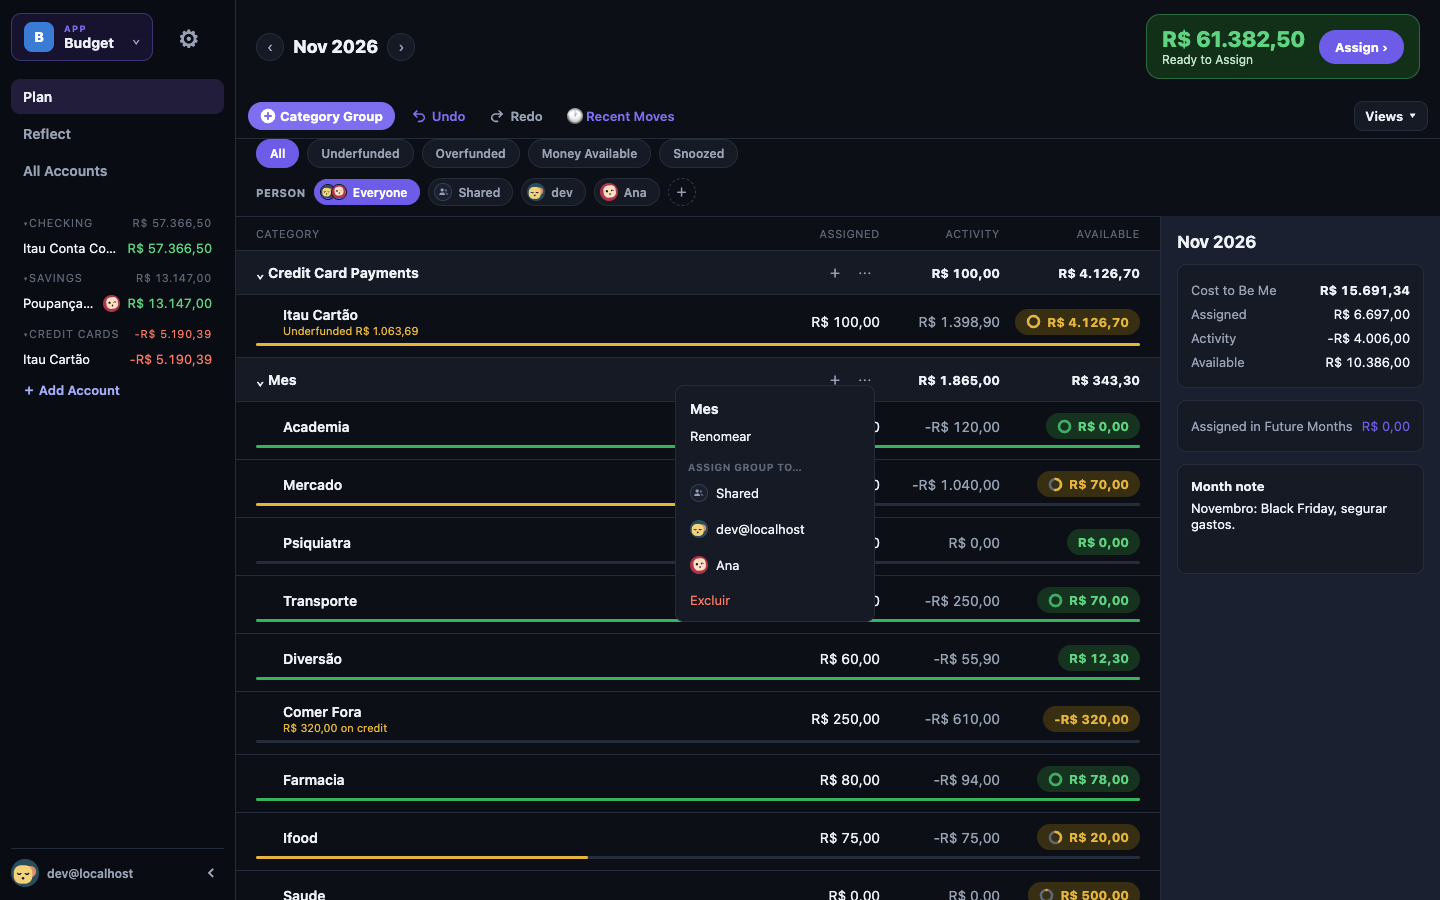 B
APP
Budget
Plan
Reflect
All Accounts
CHECKING R$ 57.366,50
Itau Conta Co... R$ 57.366,50
SAVINGS R$ 13.147,00
Poupança... R$ 13.147,00
CREDIT CARDS -R$ 5.190,39
Itau Cartão -R$ 5.190,39
+ Add Account
dev@localhost
‹ Nov 2026 ›
R$ 61.382,50
Ready to Assign
Assign ›
Category Group Undo Redo Recent Moves Views
All Underfunded Overfunded Money Available Snoozed
PERSON Everyone Shared dev Ana +
CATEGORY ASSIGNED ACTIVITY AVAILABLE
Credit Card Payments + ... R$ 100,00 R$ 4.126,70
Itau Cartão R$ 100,00 R$ 1.398,90 R$ 4.126,70
Underfunded R$ 1.063,69
Mes + ... R$ 1.865,00 R$ 343,30
Academia 0 -R$ 120,00 R$ 0,00
Mercado 0 -R$ 1.040,00 R$ 70,00
Psiquiatra 0 R$ 0,00 R$ 0,00
Transporte 0 -R$ 250,00 R$ 70,00
Diversão R$ 60,00 -R$ 55,90 R$ 12,30
Comer Fora R$ 250,00 -R$ 610,00 -R$ 320,00
R$ 320,00 on credit
Farmacia R$ 80,00 -R$ 94,00 R$ 78,00
Ifood R$ 75,00 -R$ 75,00 R$ 20,00
Saude R$ 0,00 R$ 0,00 R$ 500,00
Mes
Renomear
ASSIGN GROUP TO...
Shared
dev@localhost
Ana
Excluir
Nov 2026
Cost to Be Me R$ 15.691,34
Assigned R$ 6.697,00
Activity -R$ 4.006,00
Available R$ 10.386,00
Assigned in Future Months R$ 0,00
Month note
Novembro: Black Friday, segurar
gastos.